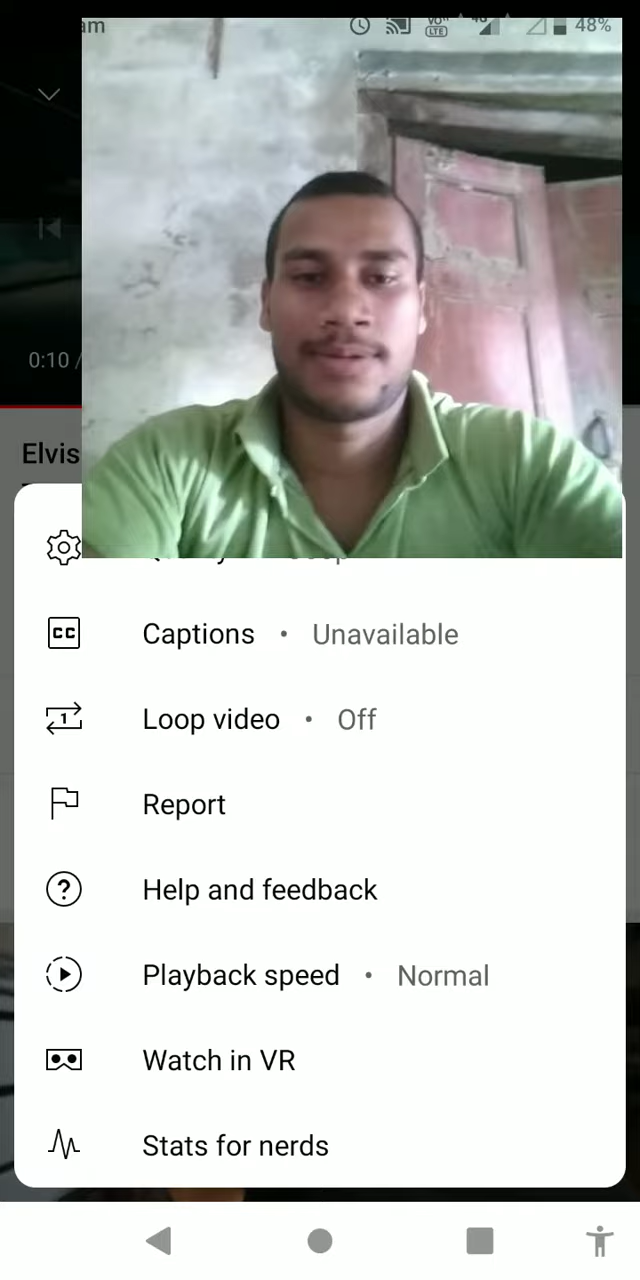 am 48%
0:10 /
Elvis
Captions • Unavailable
Loop video • Off
Report
Help and feedback
Playback speed • Normal
Watch in VR
Stats for nerds